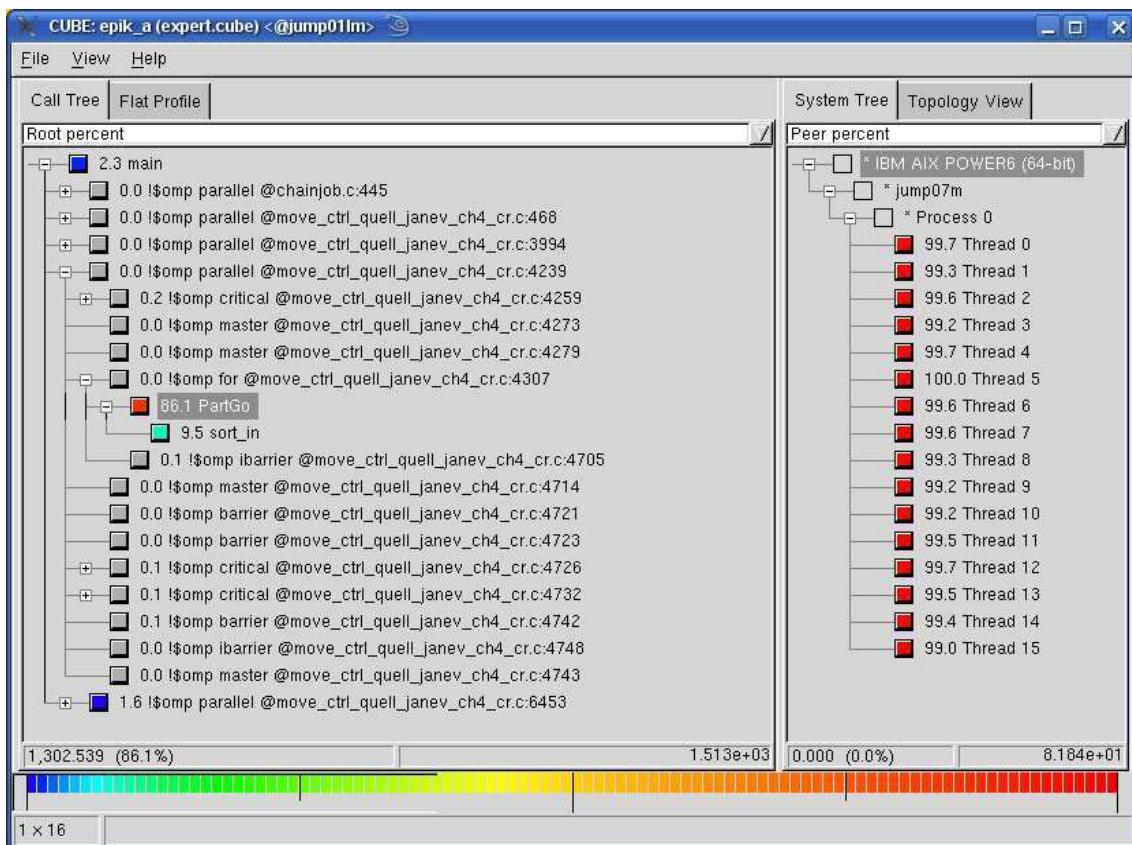 CUBE: epik_a (expert.cube) <@jump01lm>
File View Help
Call Tree Flat Profile
Root percent
2.3 main
0.0 !$omp parallel @chainjob.c:445
0.0 !$omp parallel @move_ctrl_quell_janev_ch4_cr.c:468
0.0 !$omp parallel @move_ctrl_quell_janev_ch4_cr.c:3994
0.0 !$omp parallel @move_ctrl_quell_janev_ch4_cr.c:4239
0.2 !$omp critical @move_ctrl_quell_janev_ch4_cr.c:4259
0.0 !$omp master @move_ctrl_quell_janev_ch4_cr.c:4273
0.0 !$omp master @move_ctrl_quell_janev_ch4_cr.c:4279
0.0 !$omp for @move_ctrl_quell_janev_ch4_cr.c:4307
86.1 PartGo
9.5 sort_in
0.1 !$omp ibarrier @move_ctrl_quell_janev_ch4_cr.c:4705
0.0 !$omp master @move_ctrl_quell_janev_ch4_cr.c:4714
0.0 !$omp barrier @move_ctrl_quell_janev_ch4_cr.c:4721
0.0 !$omp barrier @move_ctrl_quell_janev_ch4_cr.c:4723
0.1 !$omp critical @move_ctrl_quell_janev_ch4_cr.c:4726
0.1 !$omp critical @move_ctrl_quell_janev_ch4_cr.c:4732
0.1 !$omp barrier @move_ctrl_quell_janev_ch4_cr.c:4742
0.0 !$omp ibarrier @move_ctrl_quell_janev_ch4_cr.c:4748
0.0 !$omp master @move_ctrl_quell_janev_ch4_cr.c:4743
1.6 !$omp parallel @move_ctrl_quell_janev_ch4_cr.c:6453
1,302.539 (86.1%) 1.513e+03
System Tree Topology View
Peer percent
* IBM AIX POWER6 (64-bit)
* jump07m
* Process 0
99.7 Thread 0
99.3 Thread 1
99.6 Thread 2
99.2 Thread 3
99.7 Thread 4
100.0 Thread 5
99.6 Thread 6
99.6 Thread 7
99.3 Thread 8
99.2 Thread 9
99.2 Thread 10
99.5 Thread 11
99.7 Thread 12
99.5 Thread 13
99.4 Thread 14
99.0 Thread 15
0.000 (0.0%) 8.184e+01
1 x 16